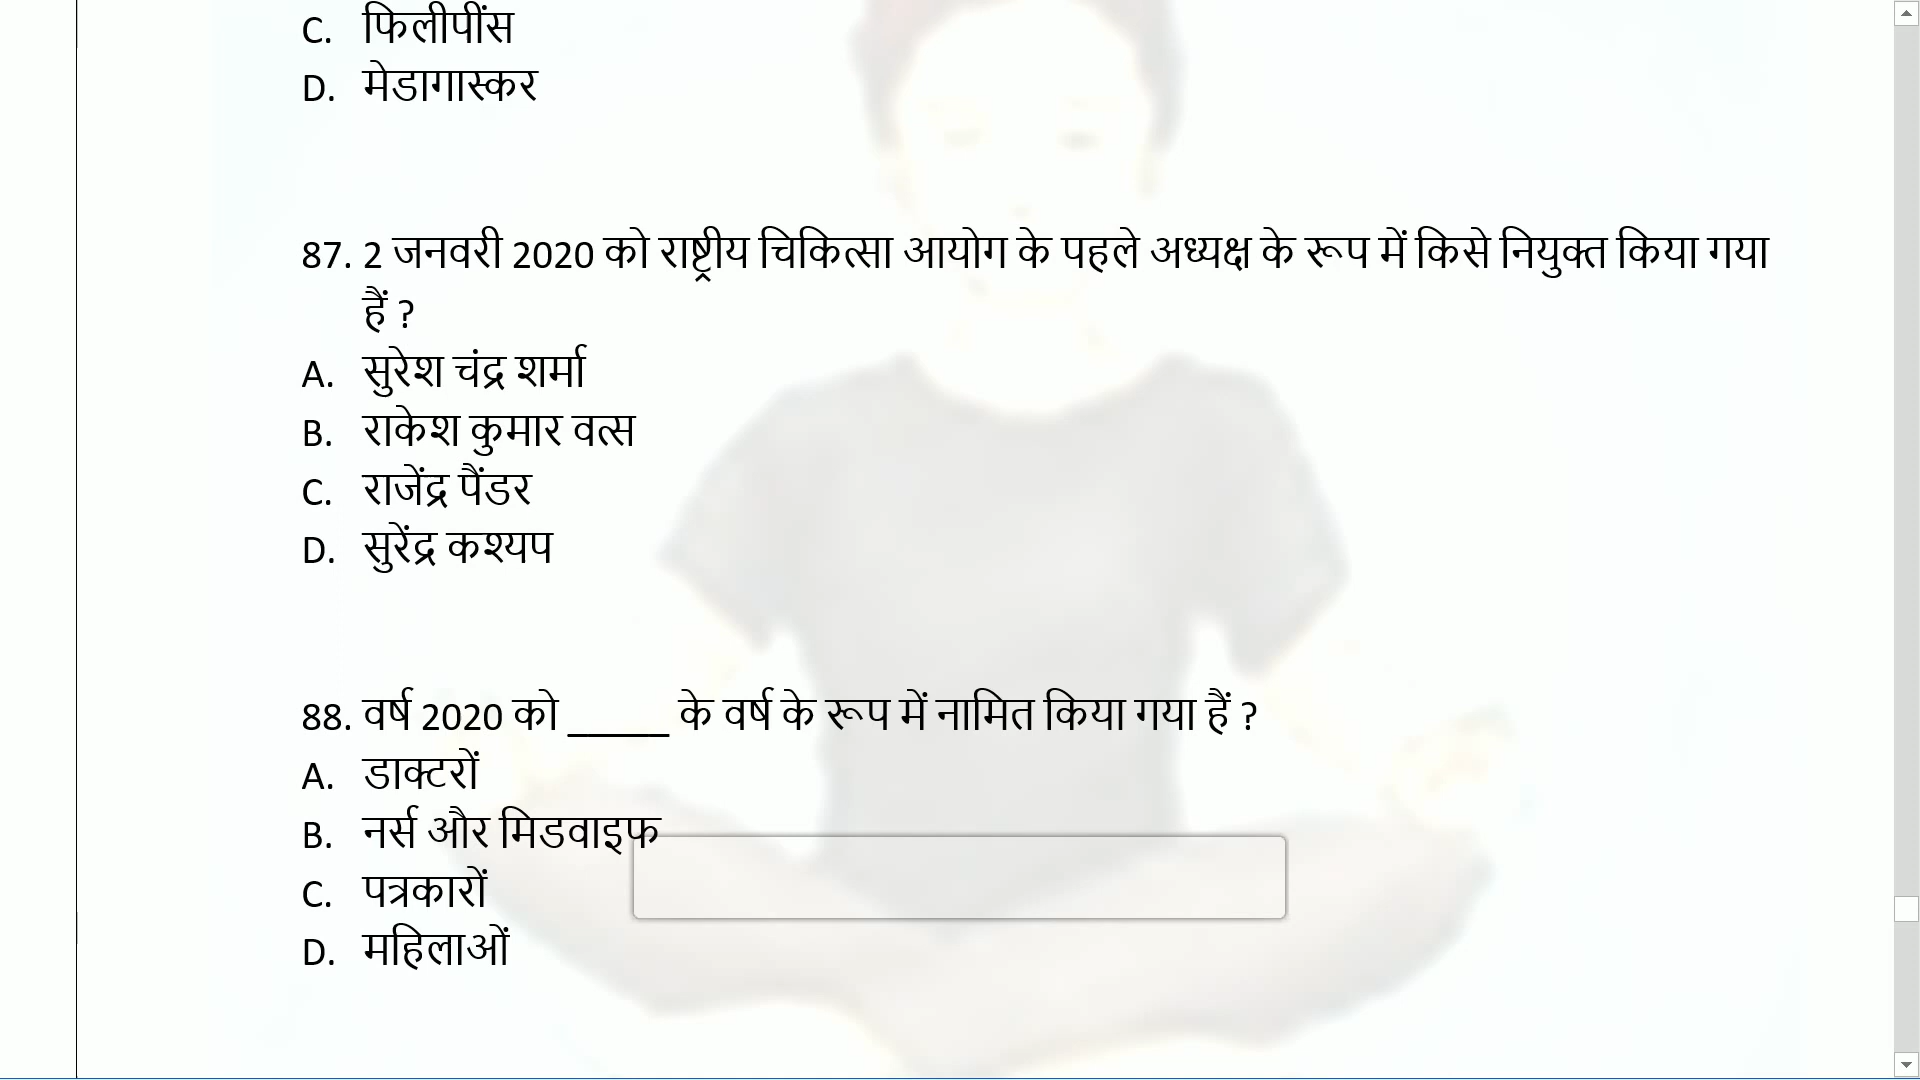 C. फिलीपींस
D. मेडागास्कर
87. 2 जनवरी 2020 को राष्ट्रीय चिकित्सा आयोग के पहले अध्यक्ष के रूप में किसे नियुक्त किया गया
हैं ?
A. सुरेश चंद्र शर्मा
B. राकेश कुमार वत्स
C. राजेंद्र पैंडर
D. सुरेंद्र कश्यप
88. वर्ष 2020 को _____ के वर्ष के रूप में नामित किया गया हैं ?
A. डाक्टरों
B. नर्स और मिडवाइफ
C. पत्रकारों
D. महिलाओं